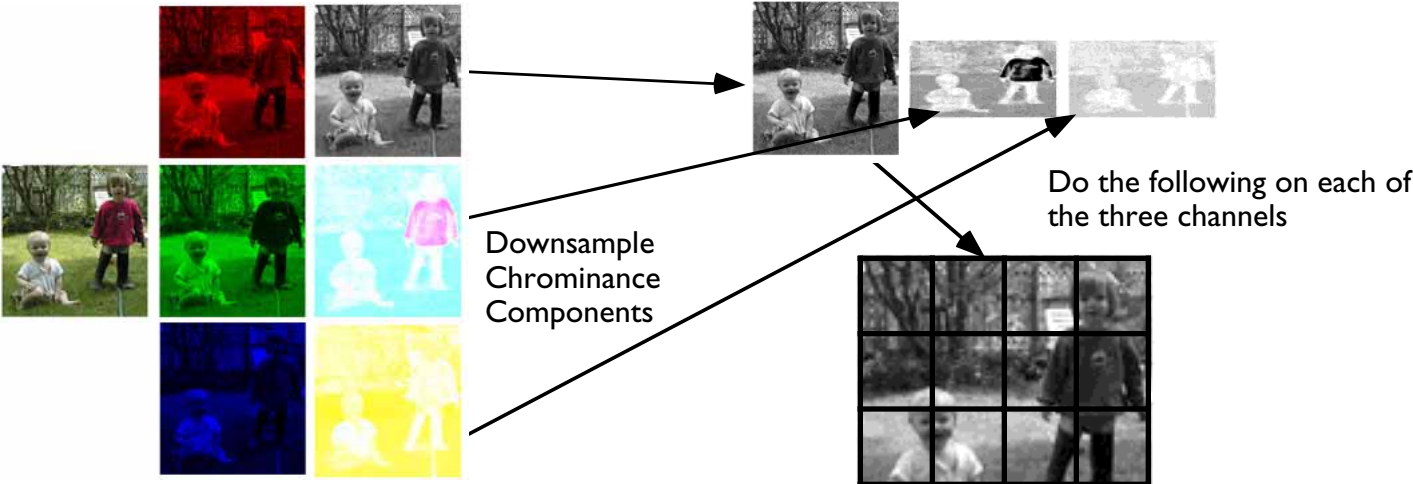 Downsample
Chrominance
Components
Do the following on each of
the three channels